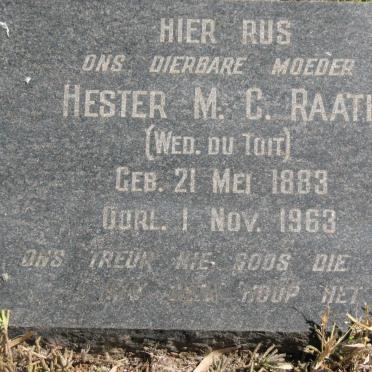 HIER RUS
ONS DIERBARE MOEDER
HESTER M. C. RAATH
(WED. DU TOIT)
GEB. 21 MEI 1883
OORL. 1 NOV. 1963
ONS TREUR NIE SOOS DIE
HOOP HET